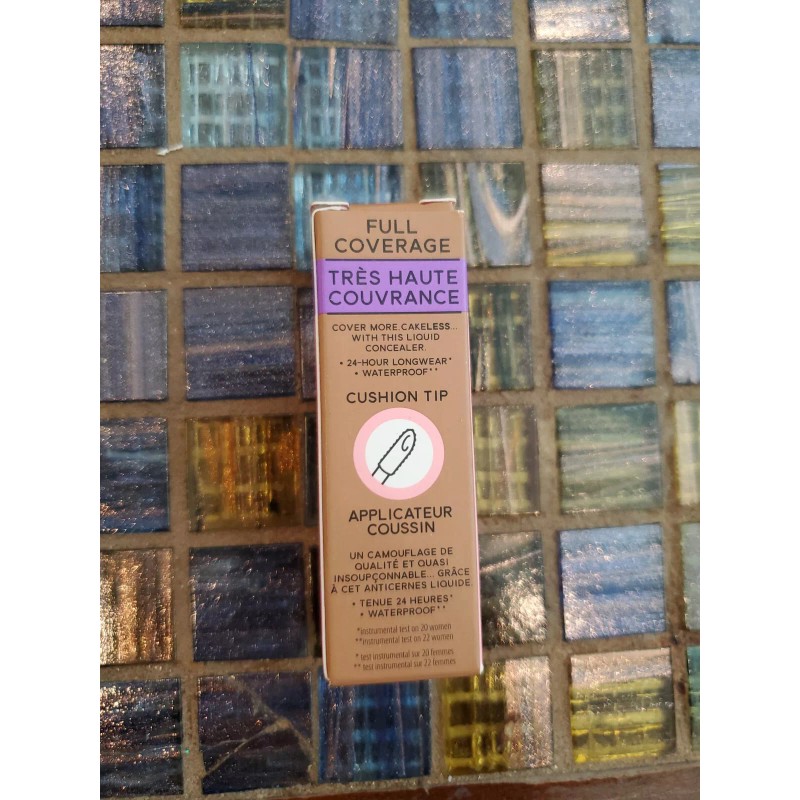 FULL
COVERAGE
TRÈS HAUTE
COUVRANCE
COVER MORE.CAKELESS...
WITH THIS LIQUID
CONCEALER.
• 24-HOUR LONGWEAR*
• WATERPROOF**
CUSHION TIP
APPLICATEUR
COUSSIN
UN CAMOUFLAGE DE
QUALITÉ ET QUASI
INSOUPÇONNABLE... GRÂCE
À CET ANTICERNES LIQUIDE.
• TENUE 24 HEURES*
• WATERPROOF**
*instrumental test on 20 women
**instrumental test on 22 women
* test instrumental sur 20 femmes
** test instrumental sur 22 femmes